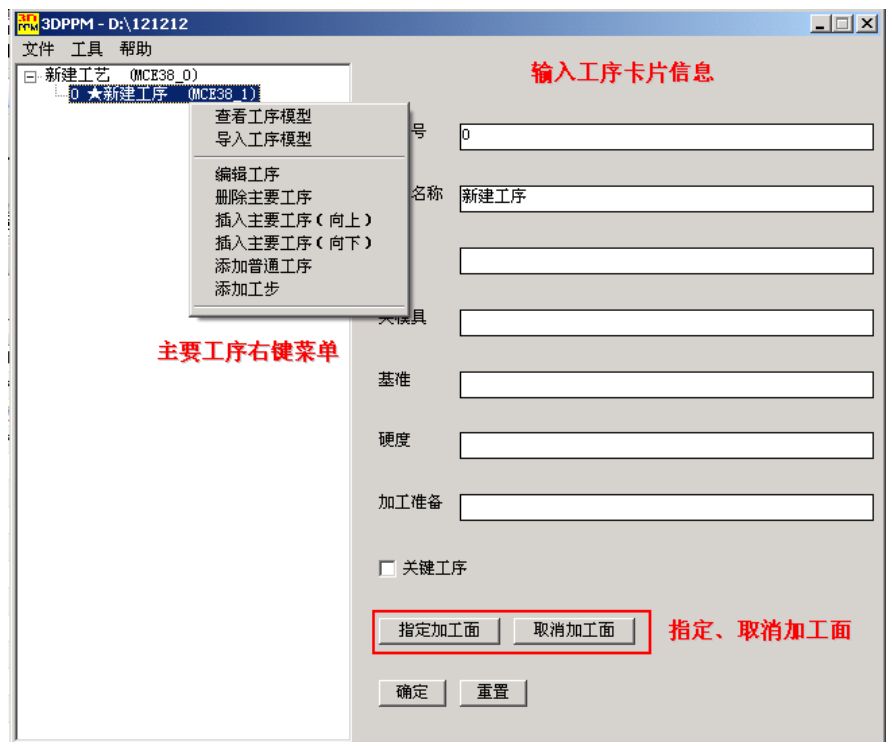 3DPPM - D:\121212
文件 工具 帮助
新建工艺 (MCE38_0)
0 ★新建工序 (MCE38_1)
查看工序模型
导入工序模型
编辑工序
删除主要工序
插入主要工序(向上)
插入主要工序(向下)
添加普通工序
添加工步
主要工序右键菜单
输入工序卡片信息
号 0
名称 新建工序
基准
硬度
加工准备
关键工序
指定加工面 取消加工面 指定、取消加工面
确定 重置